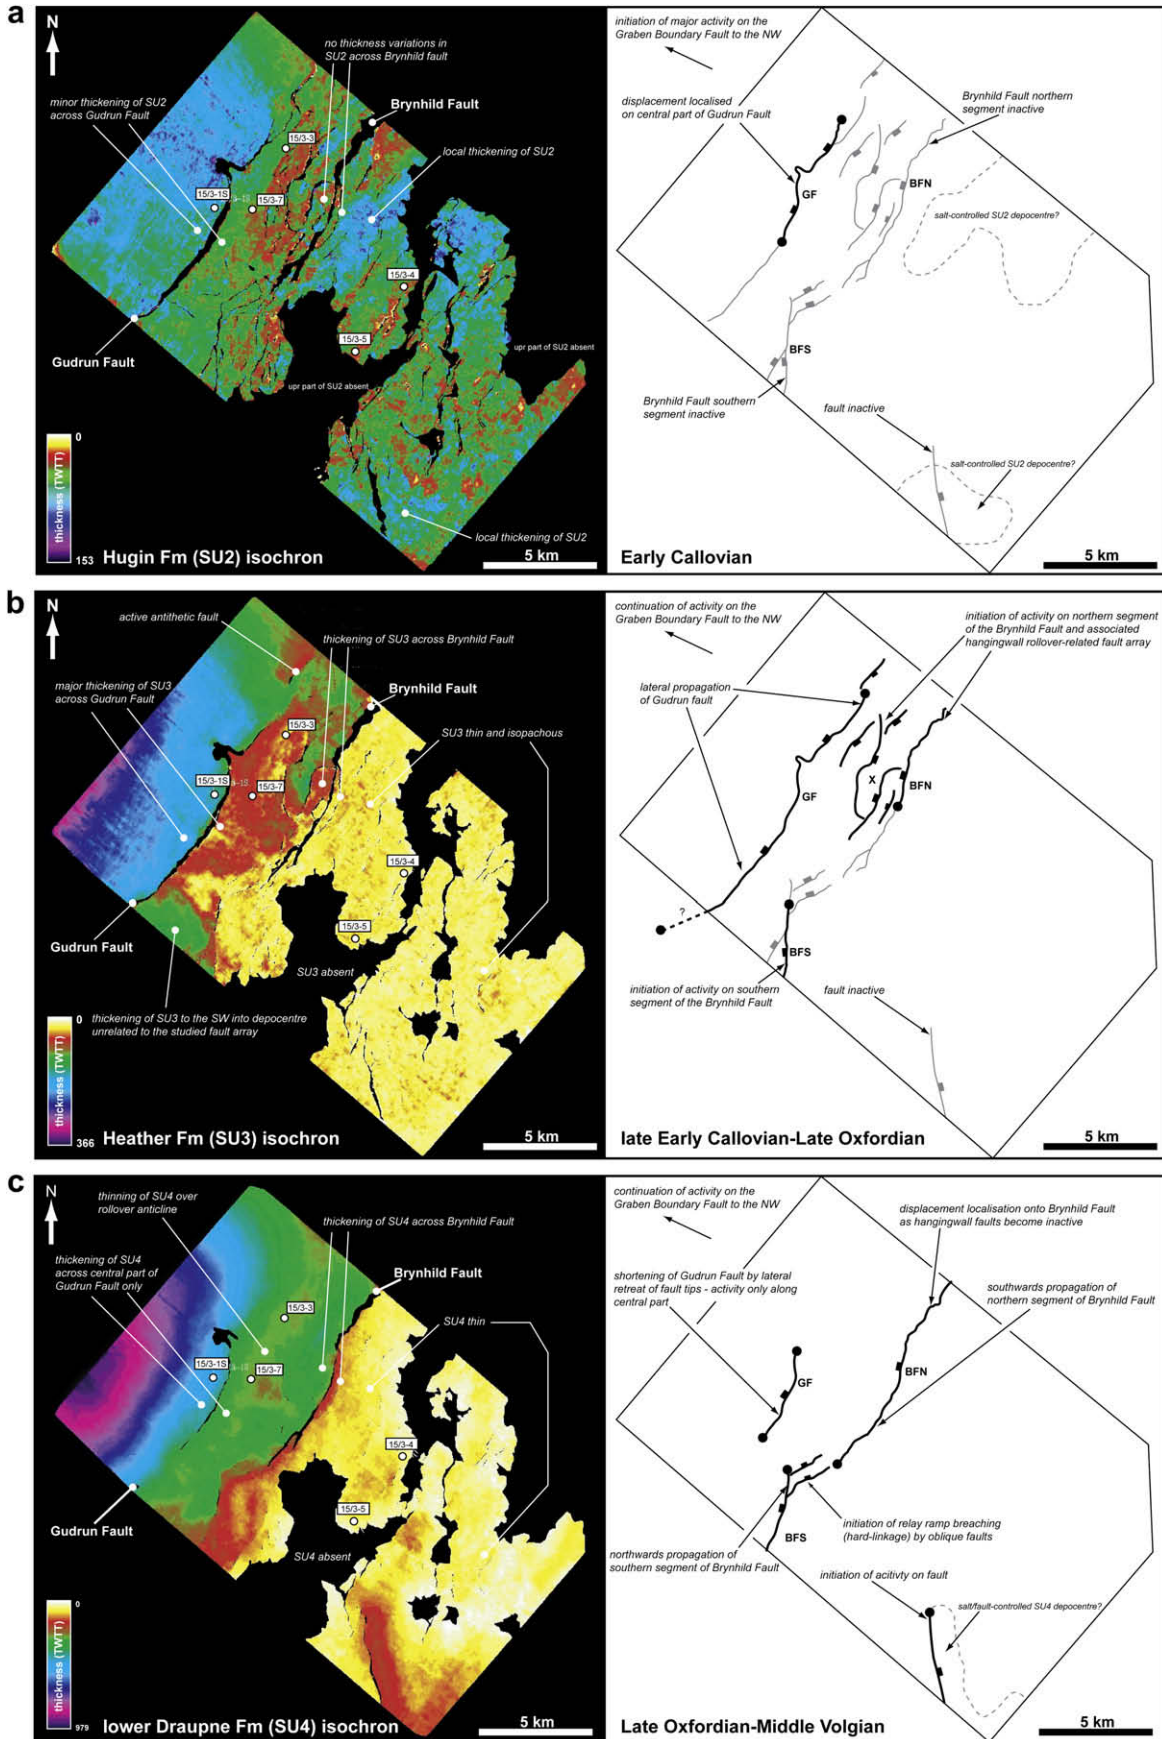 a
N
no thickness variations in
SU2 across Brynhild fault
minor thickening of SU2
across Gudrun Fault
Brynhild Fault
15/3-3
local thickening of SU2
15/3-1S
15/3-7
15/3-4
15/3-5
Gudrun Fault
upr part of SU2 absent
upr part of SU2 absent
0
thickness (TWTT)
153
local thickening of SU2
Hugin Fm (SU2) isochron
5 km
initiation of major activity on the
Graben Boundary Fault to the NW
displacement localised
on central part of Gudrun Fault
Brynhild Fault northern
segment inactive
GF
BFN
salt-controlled SU2 depocentre?
BFS
Brynhild Fault southern
segment inactive
fault inactive
salt-controlled SU2 depocentre?
Early Callovian
5 km
b
N
active antithetic fault
thickening of SU3 across Brynhild Fault
major thickening of SU3
across Gudrun Fault
Brynhild Fault
15/3-3
SU3 thin and isopachous
15/3-1S
15/3-7
15/3-4
15/3-5
Gudrun Fault
SU3 absent
thickening of SU3 to the SW into depocentre
unrelated to the studied fault array
0
thickness (TWTT)
366
Heather Fm (SU3) isochron
5 km
continuation of activity on the
Graben Boundary Fault to the NW
initiation of activity on northern segment
of the Brynhild Fault and associated
hangingwall rollover-related fault array
lateral propagation
of Gudrun fault
X
GF
BFN
?
BFS
initiation of activity on southern
segment of the Brynhild Fault
fault inactive
late Early Callovian-Late Oxfordian
5 km
c
N
thinning of SU4 over
rollover anticline
thickening of SU4 across Brynhild Fault
thickening of SU4
across central part of
Gudrun Fault only
Brynhild Fault
15/3-3
SU4 thin
15/3-1S
15/3-7
15/3-4
15/3-5
Gudrun Fault
SU4 absent
0
thickness (TWTT)
979
lower Draupne Fm (SU4) isochron
5 km
continuation of activity on the
Graben Boundary Fault to the NW
displacement localisation onto Brynhild Fault
as hangingwall faults become inactive
shortening of Gudrun Fault by lateral
retreat of fault tips - activity only along
central part
southwards propagation of
northern segment of Brynhild Fault
GF
BFN
initiation of relay ramp breaching
(hard-linkage) by oblique faults
BFS
northwards propagation of
southern segment of Brynhild Fault
initiation of acitivty on fault
salt/fault-controlled SU4 depocentre?
Late Oxfordian-Middle Volgian
5 km